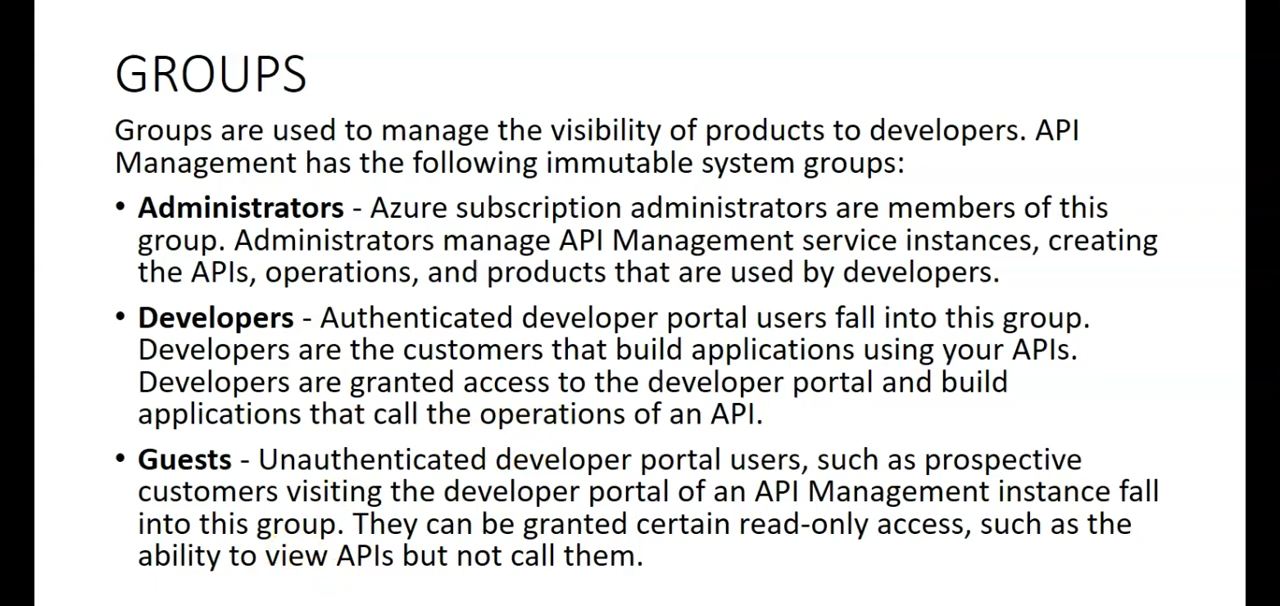 GROUPS
Groups are used to manage the visibility of products to developers. API
Management has the following immutable system groups:
• Administrators - Azure subscription administrators are members of this
group. Administrators manage API Management service instances, creating
the APIs, operations, and products that are used by developers.
• Developers - Authenticated developer portal users fall into this group.
Developers are the customers that build applications using your APIs.
Developers are granted access to the developer portal and build
applications that call the operations of an API.
• Guests - Unauthenticated developer portal users, such as prospective
customers visiting the developer portal of an API Management instance fall
into this group. They can be granted certain read-only access, such as the
ability to view APIs but not call them.